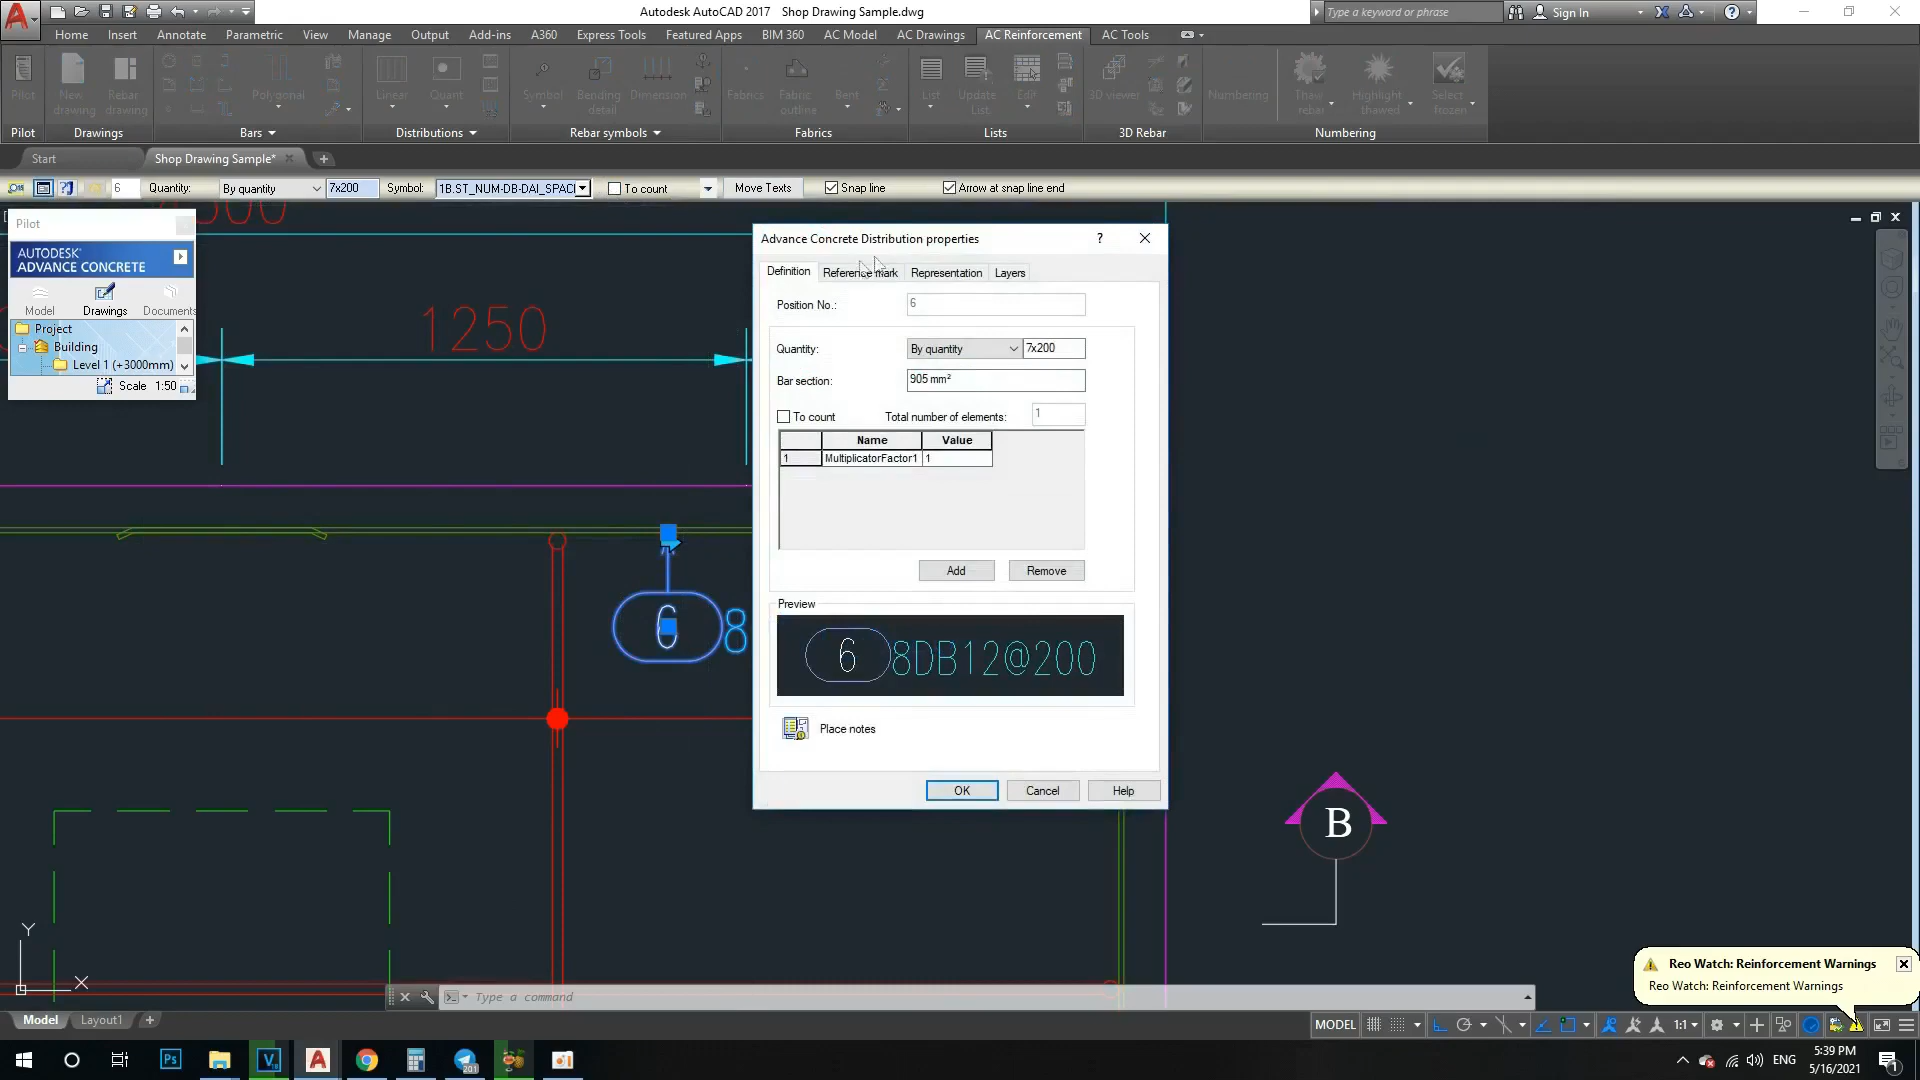 Autodesk AutoCAD 2017 Shop Drawing Sample.dwg
Type a keyword or phrase
Sign In
Home Insert Annotate Parametric View Manage Output Add-ins A360 Express Tools Featured Apps BIM 360 AC Model AC Drawings AC Reinforcement AC Tools
Pilot
New drawing
Rebar drawing
Polygonal
Linear
Quant
Symbol
Bending detail
Dimension
Fabrics
Fabric outline
Bent
List
Update List.
Edit
3D viewer
Numbering
Thaw rebar
Highlight thawed
Select frozen
Pilot Drawings Bars Distributions Rebar symbols Fabrics Lists 3D Rebar Numbering
Start
Shop Drawing Sample*
6 Quantity: By quantity 7x200 Symbol: 1B.ST_NUM-DB-DAI_SPAC To count Move Texts Snap line Arrow at snap line end
Pilot
AUTODESK
ADVANCE CONCRETE
Model Drawings Documents
Project
Building
Level 1 (+3000mm)
Scale 1:50
1250
6
8
Advance Concrete Distribution properties
?
Definition Reference mark Representation Layers
Position No.: 6
Quantity: By quantity 7x200
Bar section: 905 mm²
To count Total number of elements: 1
Name Value
1 MultiplicatorFactor1 1
Add Remove
Preview
6 8DB12@200
Place notes
OK Cancel Help
B
Y
X
Type a command
Reo Watch: Reinforcement Warnings
Reo Watch: Reinforcement Warnings
Model Layout1
MODEL
1:1
Ps
V
A
201
ENG
5:39 PM
5/16/2021
1